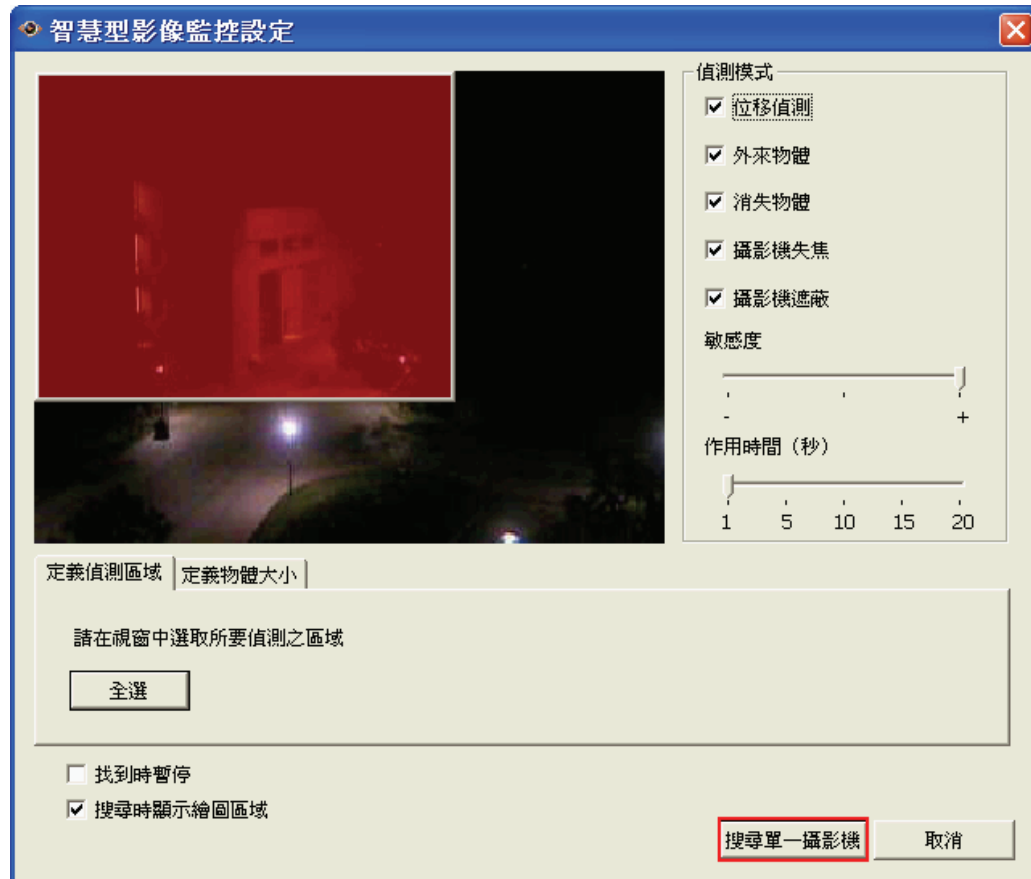 智慧型影像監控設定
偵測模式
位移偵測
外來物體
消失物體
攝影機失焦
攝影機遮蔽
敏感度
- +
作用時間（秒）
1 5 10 15 20
定義偵測區域 定義物體大小
請在視窗中選取所要偵測之區域
全選
找到時暫停
搜尋時顯示繪圖區域
搜尋單一攝影機 取消